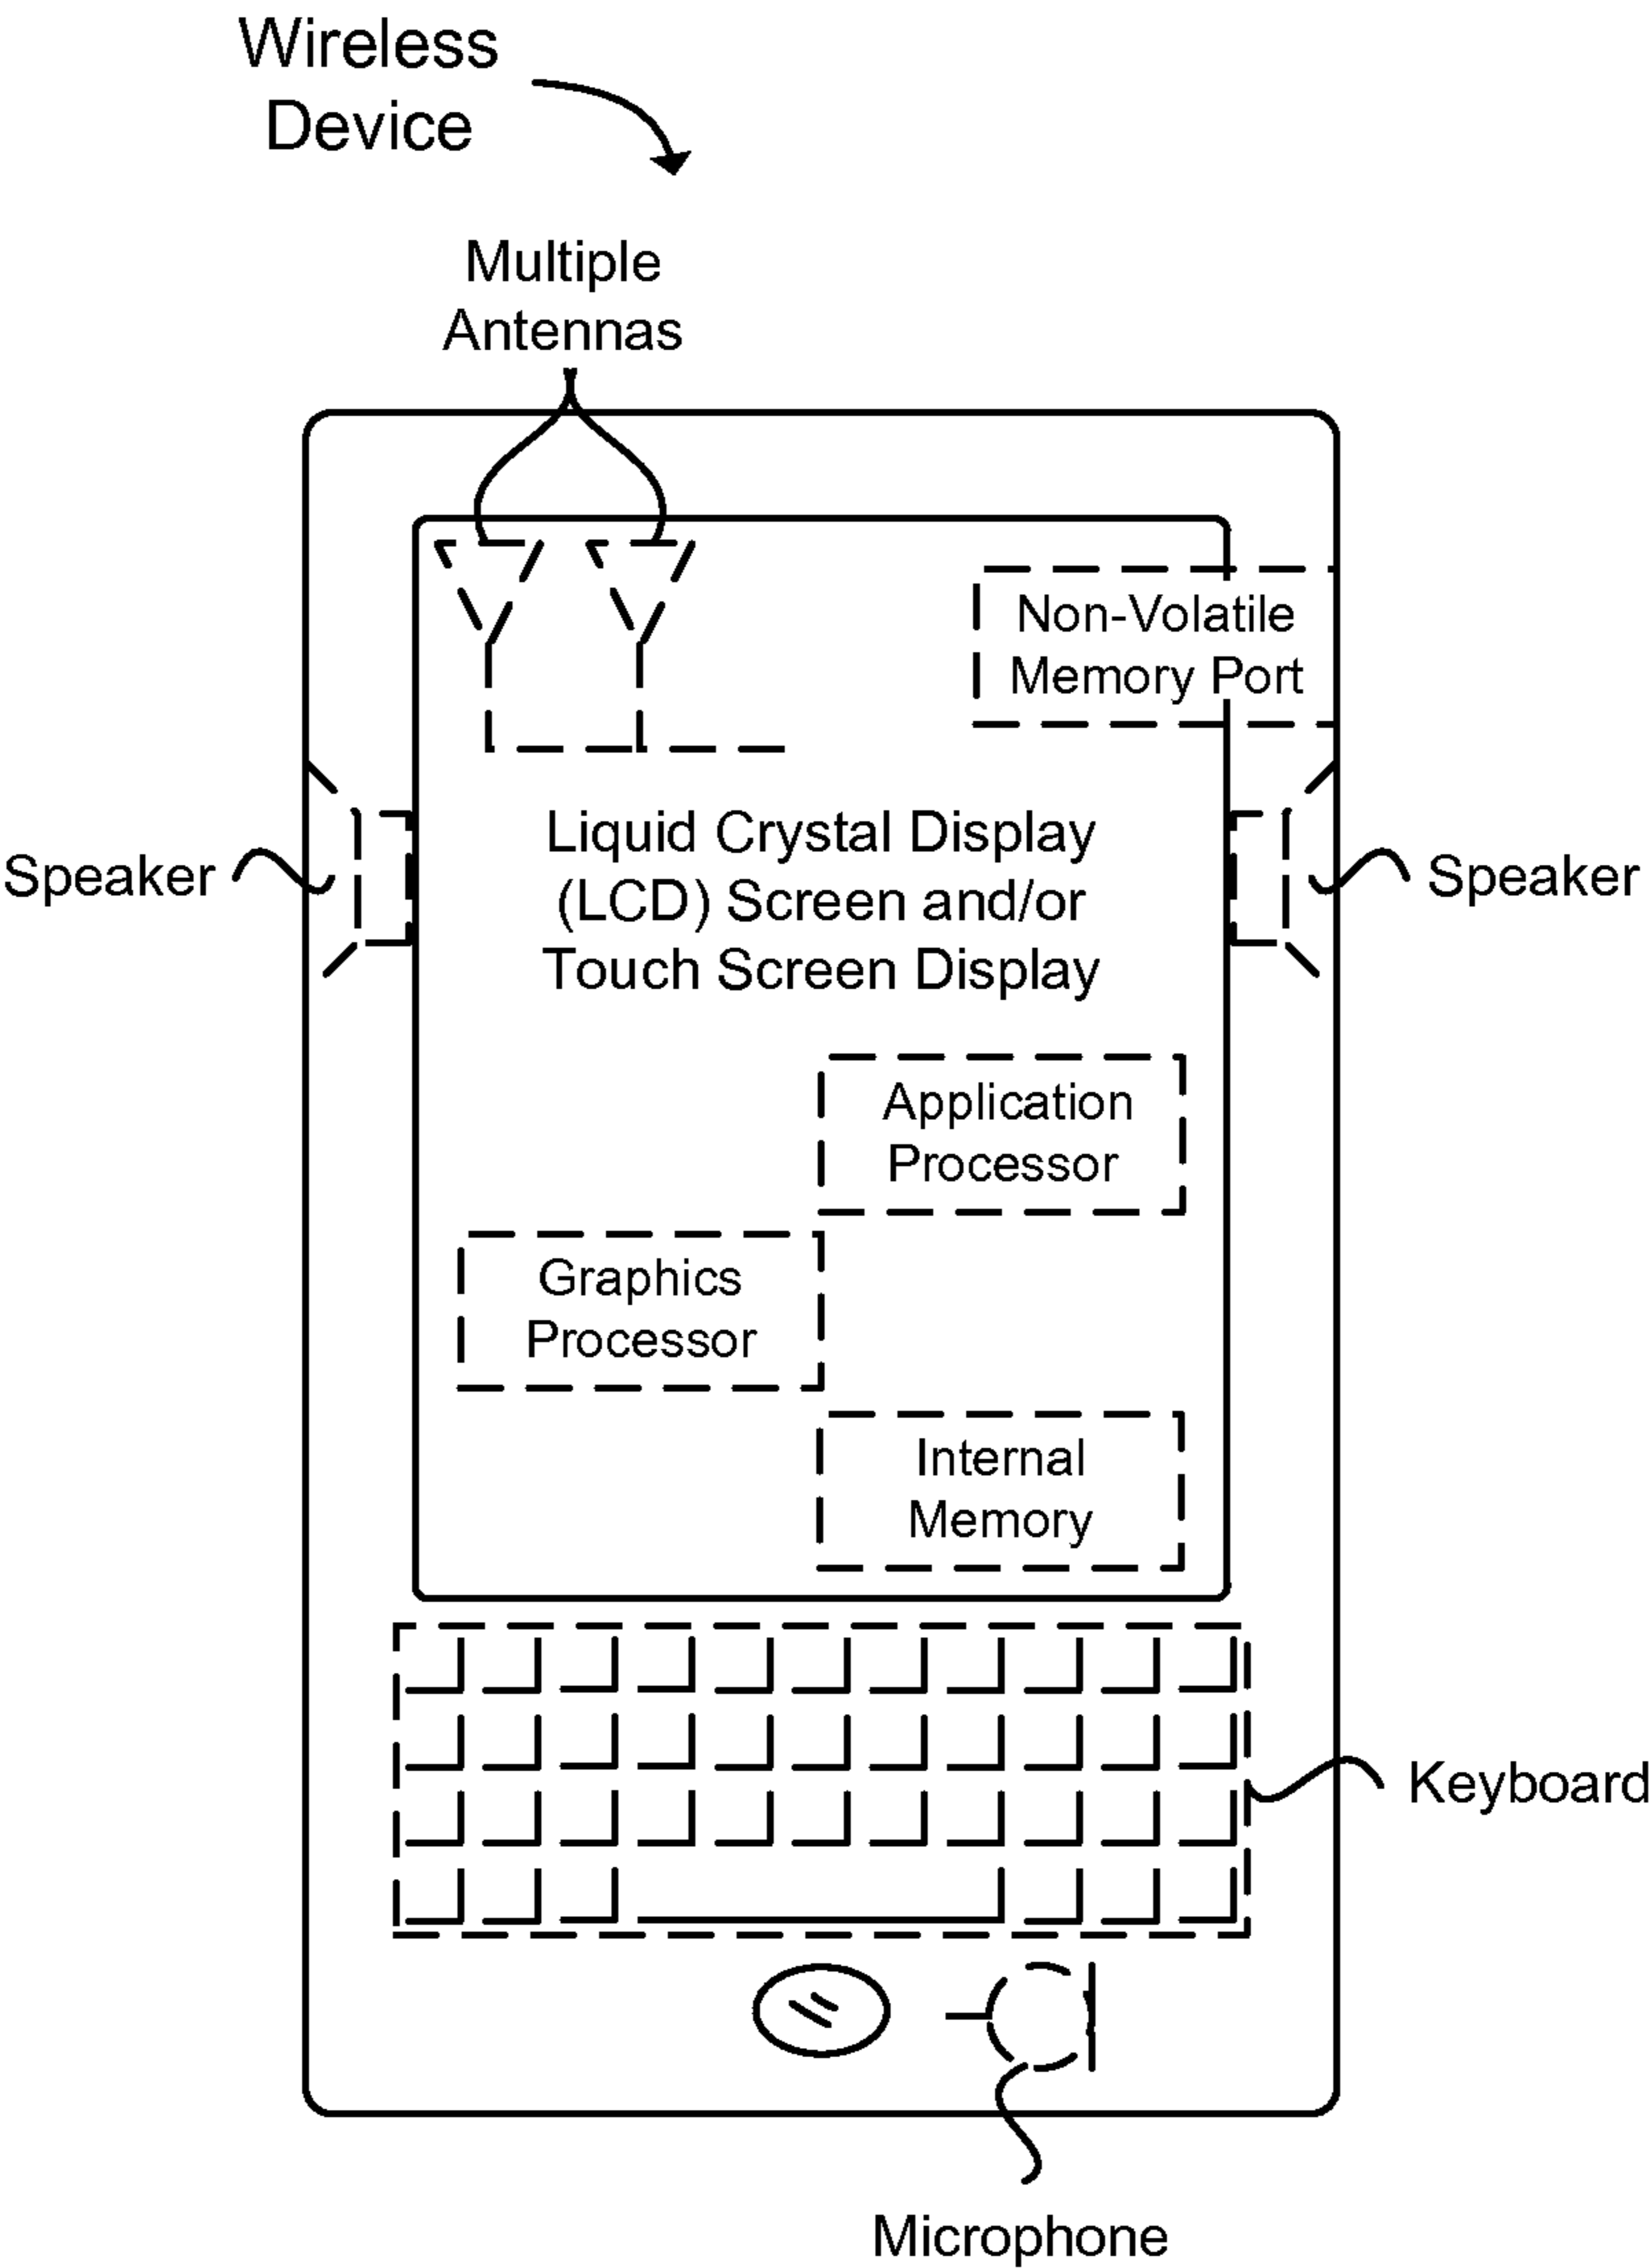 Wireless
Device
Multiple
Antennas
Non-Volatile
Memory Port
Speaker
Liquid Crystal Display
(LCD) Screen and/or
Touch Screen Display
Speaker
Application
Processor
Graphics
Processor
Internal
Memory
Keyboard
Microphone